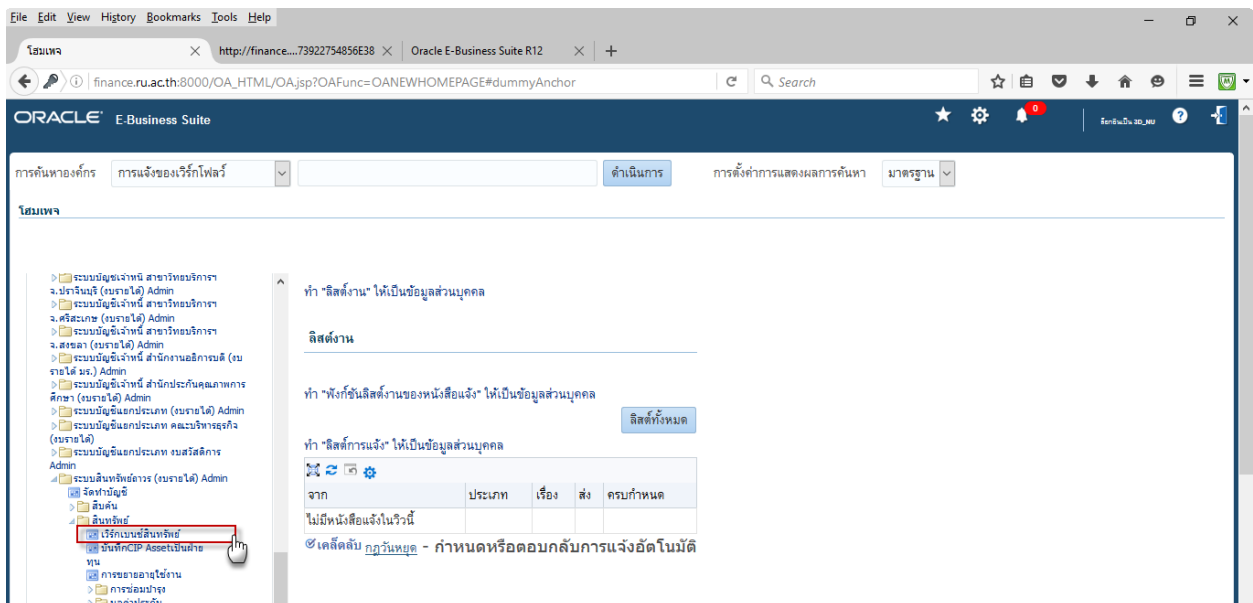 File Edit View History Bookmarks Tools Help
โฮมเพจ http://finance....73922754856E38 Oracle E-Business Suite R12
finance.ru.ac.th:8000/OA_HTML/OA.jsp?OAFunc=OANEWHOMEPAGE#dummyAnchor Search
ORACLE E-Business Suite 0 ล็อกอินเป็น 3D_NU
การค้นหาองค์กร การแจ้งของเวิร์กโฟลว์ ดำเนินการ การตั้งค่าการแสดงผลการค้นหา มาตรฐาน
โฮมเพจ
ระบบบัญชีเจ้าหนี้ สาขาวิทยบริการฯ
จ.ปราจีนบุรี (งบรายได้) Admin
ระบบบัญชีเจ้าหนี้ สาขาวิทยบริการฯ
จ.ศรีสะเกษ (งบรายได้) Admin
ระบบบัญชีเจ้าหนี้ สาขาวิทยบริการฯ
จ.สงขลา (งบรายได้) Admin
ระบบบัญชีเจ้าหนี้ สำนักงานอธิการบดี (งบ
รายได้ มร.) Admin
ระบบบัญชีเจ้าหนี้ สำนักประกันคุณภาพการ
ศึกษา (งบรายได้) Admin
ระบบบัญชีแยกประเภท (งบรายได้) Admin
ระบบบัญชีแยกประเภท คณะบริหารธุรกิจ
(งบรายได้)
ระบบบัญชีแยกประเภท งบสวัสดิการ
Admin
ระบบสินทรัพย์ถาวร (งบรายได้) Admin
จัดทำบัญชี
สืบค้น
สินทรัพย์
เวิร์กเบนช์สินทรัพย์
บันทึกCIP Assetเป็นฝ่าย
ทุน
การขยายอายุใช้งาน
การซ่อมบำรุง
ทำ "ลิสต์งาน" ให้เป็นข้อมูลส่วนบุคคล
ลิสต์งาน
ทำ "ฟังก์ชันลิสต์งานของหนังสือแจ้ง" ให้เป็นข้อมูลส่วนบุคคล
ลิสต์ทั้งหมด
ทำ "ลิสต์การแจ้ง" ให้เป็นข้อมูลส่วนบุคคล
จาก ประเภท เรื่อง ส่ง ครบกำหนด
ไม่มีหนังสือแจ้งในวิวนี้
เคล็ดลับ กฎวันหยุด - กำหนดหรือตอบกลับการแจ้งอัตโนมัติ